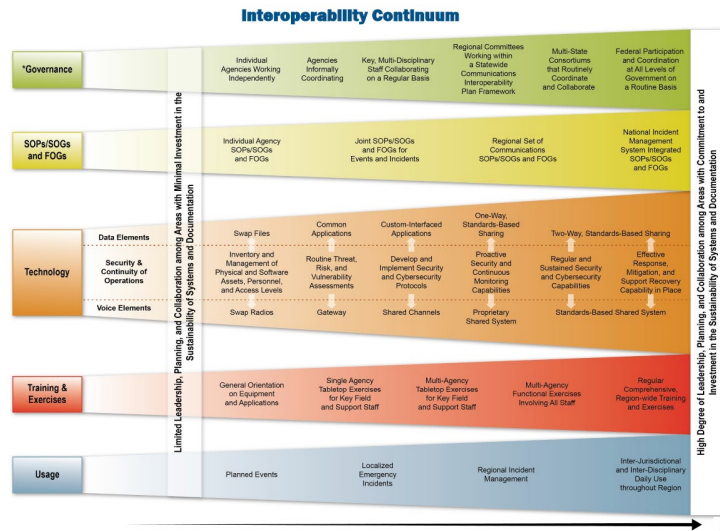 Interoperability Continuum
Limited Leadership, Planning, and Collaboration among Areas with Minimal Investment in the
Sustainability of Systems and Documentation
*Governance
Individual
Agencies Working
Independently
Agencies
Informally
Coordinating
Key, Multi-Disciplinary
Staff Collaborating
on a Regular Basis
Regional Committees
Working within
a Statewide
Communications
Interoperability
Plan Framework
Multi-State
Consortiums
that Routinely
Coordinate
and Collaborate
Federal Participation
and Coordination
at All Levels of
Government on
a Routine Basis
SOPs/SOGs
and FOGs
Individual Agency
SOPs/SOGs
and FOGs
Joint SOPs/SOGs
and FOGs for
Events and Incidents
Regional Set of
Communications
SOPs/SOGs and FOGs
National Incident
Management
System Integrated
SOPs/SOGs
and FOGs
Technology
Data Elements
Swap Files
Common
Applications
Custom-Interfaced
Applications
One-Way,
Standards-Based
Sharing
Two-Way, Standards-Based Sharing
Security &
Continuity of
Operations
Inventory and
Management of
Physical and Software
Assets, Personnel,
and Access Levels
Routine Threat,
Risk, and
Vulnerability
Assessments
Develop and
Implement Security
and Cybersecurity
Protocols
Proactive
Security and
Continuous
Monitoring
Capabilities
Regular and
Sustained Security
and Cybersecurity
Capabilities
Effective
Response,
Mitigation, and
Support Recovery
Capability in Place
Voice Elements
Swap Radios
Gateway
Shared Channels
Proprietary
Shared System
Standards-Based Shared System
Training &
Exercises
General Orientation
on Equipment
and Applications
Single Agency
Tabletop Exercises
for Key Field
and Support Staff
Multi-Agency
Tabletop Exercises
for Key Field
and Support Staff
Multi-Agency
Functional Exercises
Involving All Staff
Regular
Comprehensive,
Region-wide Training
and Exercises
Usage
Planned Events
Localized
Emergency
Incidents
Regional Incident
Management
Inter-Jurisdictional
and Inter-Disciplinary
Daily Use
throughout Region
High Degree of Leadership, Planning, and Collaboration among Areas with Commitment to and
Investment in the Sustainability of Systems and Documentation